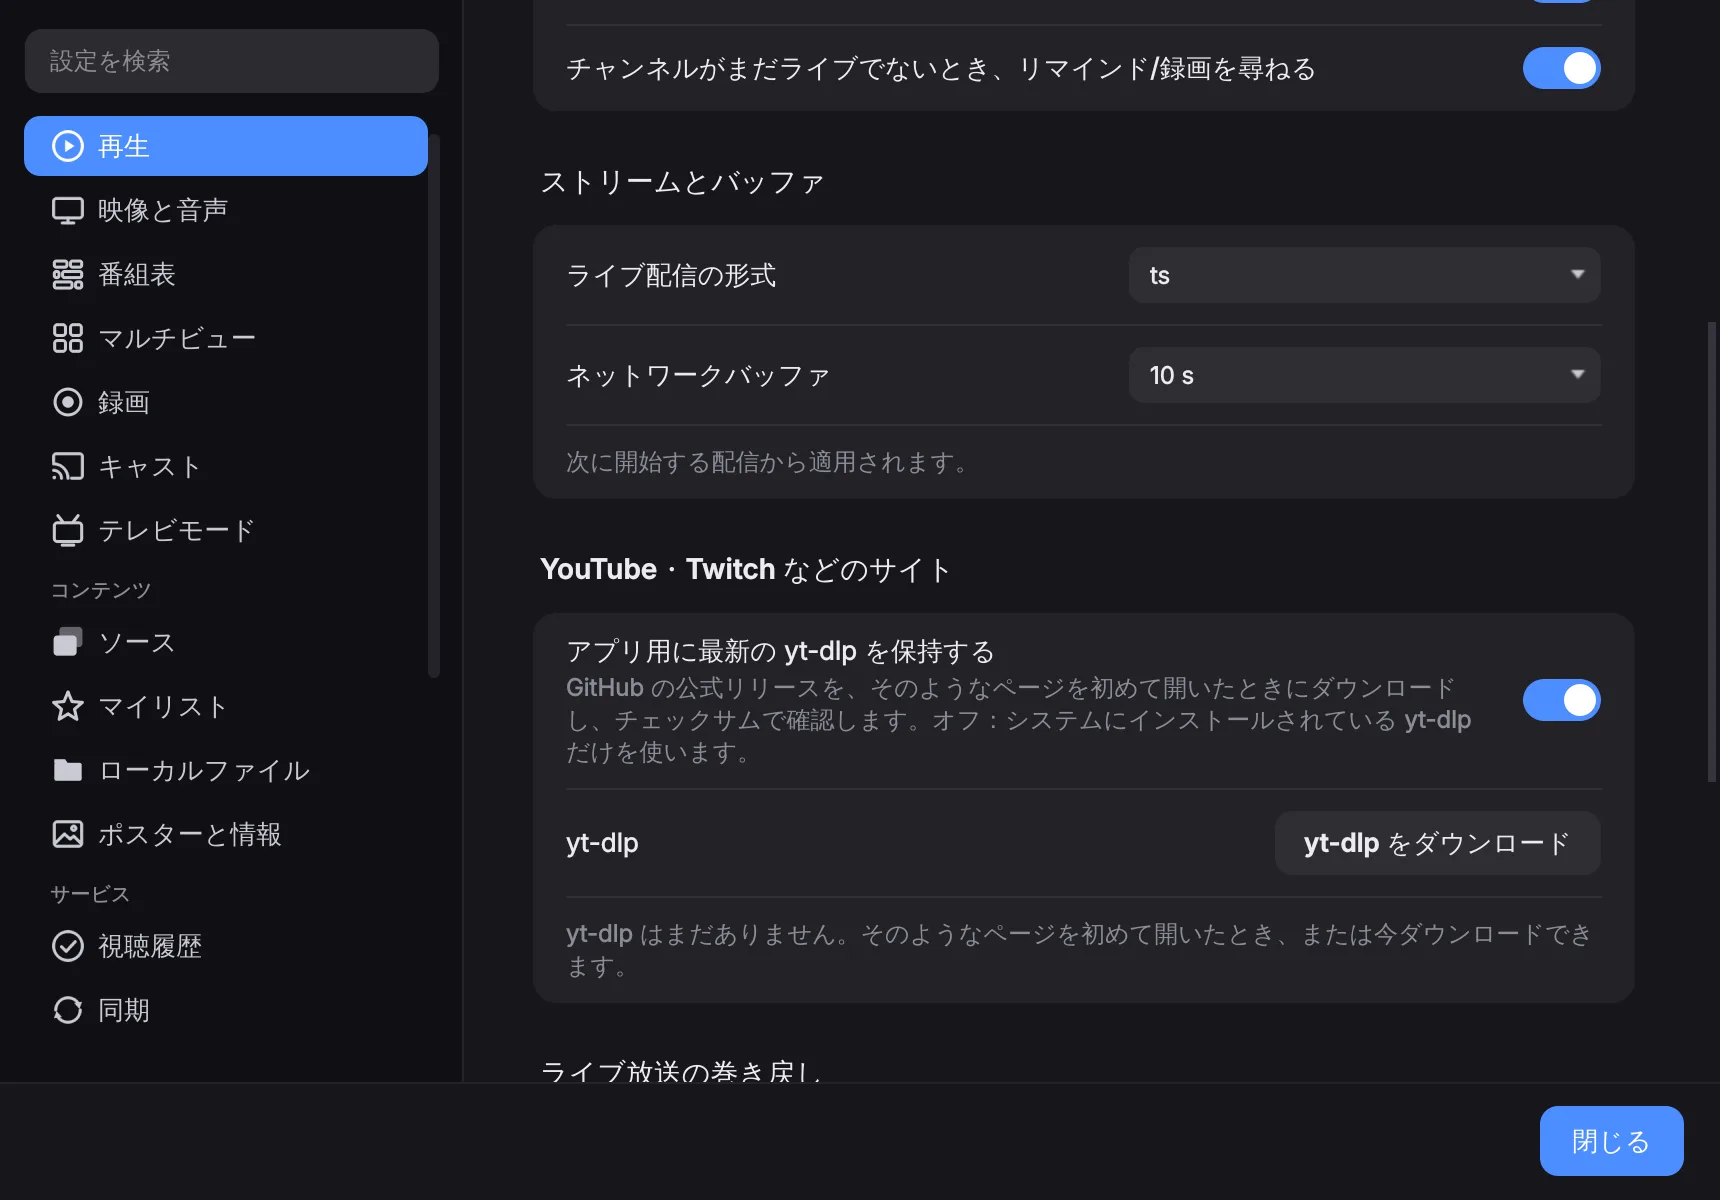 設定を検索
再生
映像と音声
番組表
マルチビュー
録画
キャスト
テレビモード
コンテンツ
ソース
マイリスト
ローカルファイル
ポスターと情報
サービス
視聴履歴
同期
チャンネルがまだライブでないとき、リマインド/録画を尋ねる
ストリームとバッファ
ライブ配信の形式
ts
ネットワークバッファ
10 s
次に開始する配信から適用されます。
YouTube · Twitch などのサイト
アプリ用に最新の yt-dlp を保持する
GitHub の公式リリースを、そのようなページを初めて開いたときにダウンロード
し、チェックサムで確認します。オフ：システムにインストールされている yt-dlp
だけを使います。
yt-dlp
yt-dlp をダウンロード
yt-dlp はまだありません。そのようなページを初めて開いたとき、または今ダウンロードでき
ます。
ライブ放送の巻き戻し
閉じる